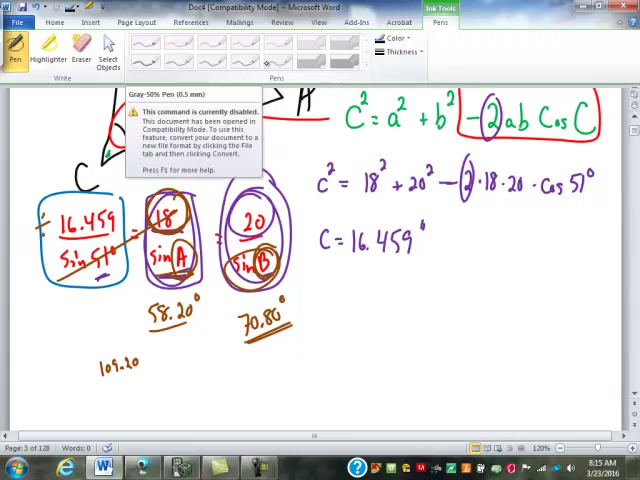 Doc4 [Compatibility Mode] - Microsoft Word
Ink Tools
File Home Insert Page Layout References Mailings Review View Add-Ins Acrobat Pens
Pen Highlighter Eraser Select Objects
Color
Thickness
Write
Pens
Gray-50% Pen (0.5 mm)
This command is currently disabled.
This document has been opened in Compatibility Mode. To use this feature, convert your document to a new file format by clicking the File tab and then clicking Convert.
Press F1 for more help.
A
C
C² = a² + b² - 2 ab Cos C
c² = 18² + 20² - 2·18·20·cos 51°
C = 16.459°
16.459 = 18 = 20
sin 51° sin A sin B
58.20°
70.80°
109.20
Page: 3 of 128 Words: 0
120%
8:15 AM
3/23/2016